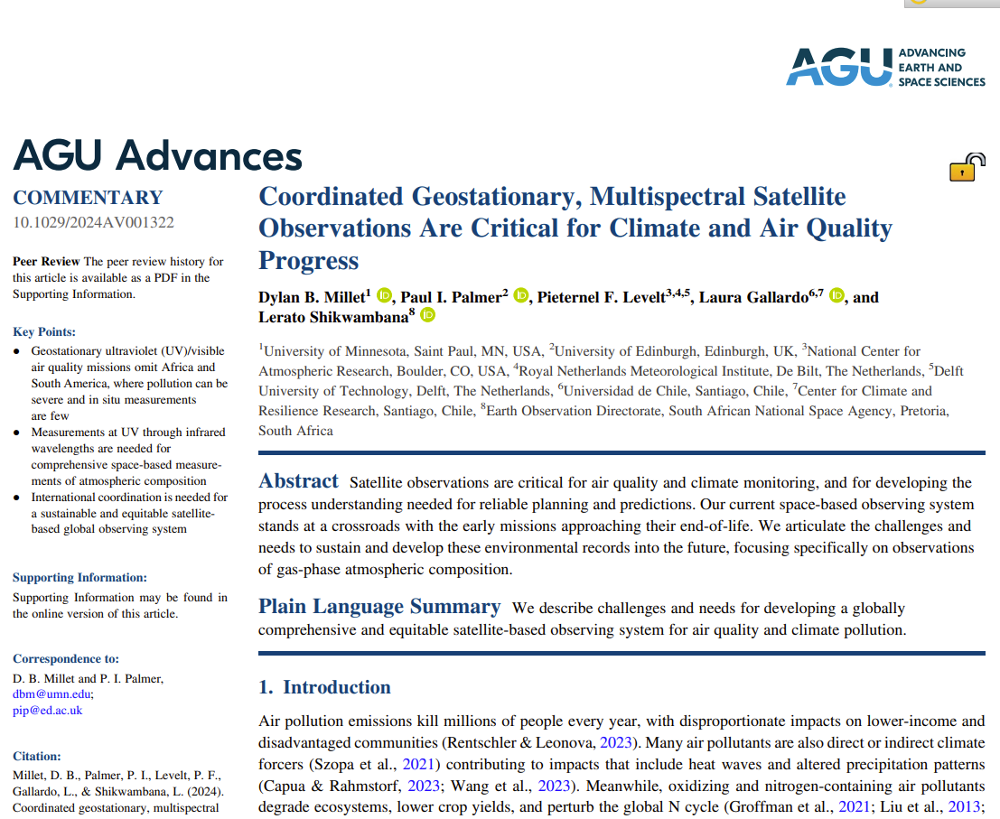 AGU
ADVANCING
EARTH AND
SPACE SCIENCES
AGU Advances
COMMENTARY
10.1029/2024AV001322
Peer Review The peer review history for
this article is available as a PDF in the
Supporting Information.
Key Points:
• Geostationary ultraviolet (UV)/visible
air quality missions omit Africa and
South America, where pollution can be
severe and in situ measurements
are few
• Measurements at UV through infrared
wavelengths are needed for
comprehensive space-based measure-
ments of atmospheric composition
• International coordination is needed for
a sustainable and equitable satellite-
based global observing system
Supporting Information:
Supporting Information may be found in
the online version of this article.
Correspondence to:
D. B. Millet and P. I. Palmer,
dbm@umn.edu;
pip@ed.ac.uk
Citation:
Millet, D. B., Palmer, P. I., Levelt, P. F.,
Gallardo, L., & Shikwambana, L. (2024).
Coordinated geostationary, multispectral
Coordinated Geostationary, Multispectral Satellite
Observations Are Critical for Climate and Air Quality
Progress
Dylan B. Millet1 iD, Paul I. Palmer2 iD, Pieternel F. Levelt3,4,5, Laura Gallardo6,7 iD, and
Lerato Shikwambana8 iD
1University of Minnesota, Saint Paul, MN, USA, 2University of Edinburgh, Edinburgh, UK, 3National Center for
Atmospheric Research, Boulder, CO, USA, 4Royal Netherlands Meteorological Institute, De Bilt, The Netherlands, 5Delft
University of Technology, Delft, The Netherlands, 6Universidad de Chile, Santiago, Chile, 7Center for Climate and
Resilience Research, Santiago, Chile, 8Earth Observation Directorate, South African National Space Agency, Pretoria,
South Africa
Abstract Satellite observations are critical for air quality and climate monitoring, and for developing the
process understanding needed for reliable planning and predictions. Our current space-based observing system
stands at a crossroads with the early missions approaching their end-of-life. We articulate the challenges and
needs to sustain and develop these environmental records into the future, focusing specifically on observations
of gas-phase atmospheric composition.
Plain Language Summary We describe challenges and needs for developing a globally
comprehensive and equitable satellite-based observing system for air quality and climate pollution.
1. Introduction
Air pollution emissions kill millions of people every year, with disproportionate impacts on lower-income and
disadvantaged communities (Rentschler & Leonova, 2023). Many air pollutants are also direct or indirect climate
forcers (Szopa et al., 2021) contributing to impacts that include heat waves and altered precipitation patterns
(Capua & Rahmstorf, 2023; Wang et al., 2023). Meanwhile, oxidizing and nitrogen-containing air pollutants
degrade ecosystems, lower crop yields, and perturb the global N cycle (Groffman et al., 2021; Liu et al., 2013;